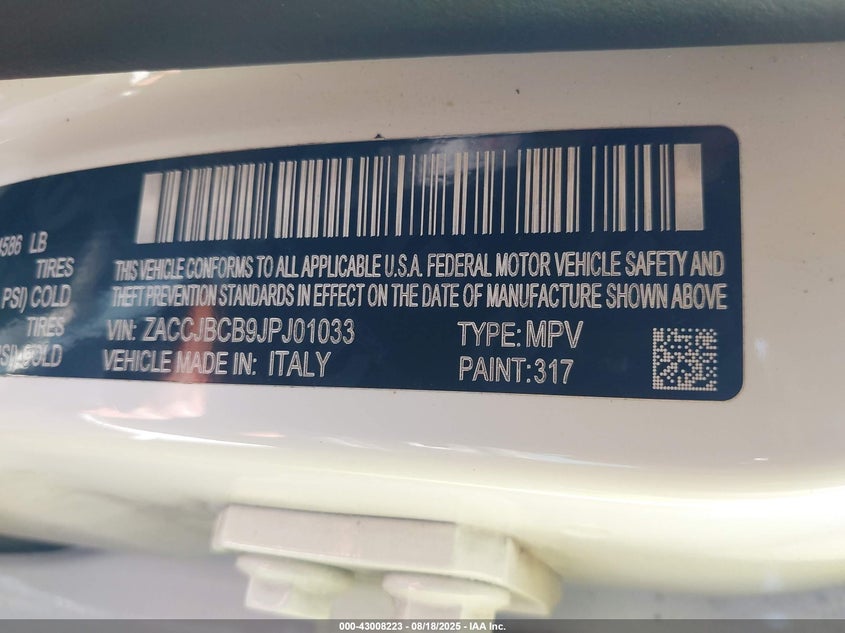 4586 LB
TIRES
PSI) COLD
TIRES
PSI) COLD
THIS VEHICLE CONFORMS TO ALL APPLICABLE U.S.A. FEDERAL MOTOR VEHICLE SAFETY AND
THEFT PREVENTION STANDARDS IN EFFECT ON THE DATE OF MANUFACTURE SHOWN ABOVE
VIN: ZACCJBCB9JPJ01033 TYPE: MPV
VEHICLE MADE IN: ITALY PAINT: 317
000-43008223 - 08/18/2025 - IAA Inc.